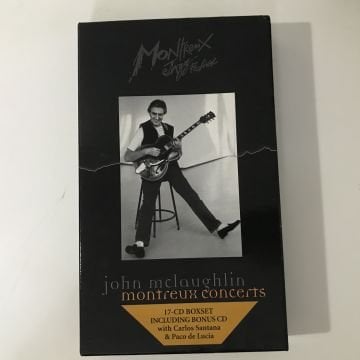 MONTREUX
Jazz Festival
john mclaughlin
montreux concerts
17-CD BOXSET
INCLUDING BONUS CD
with Carlos Santana
& Paco de Lucia